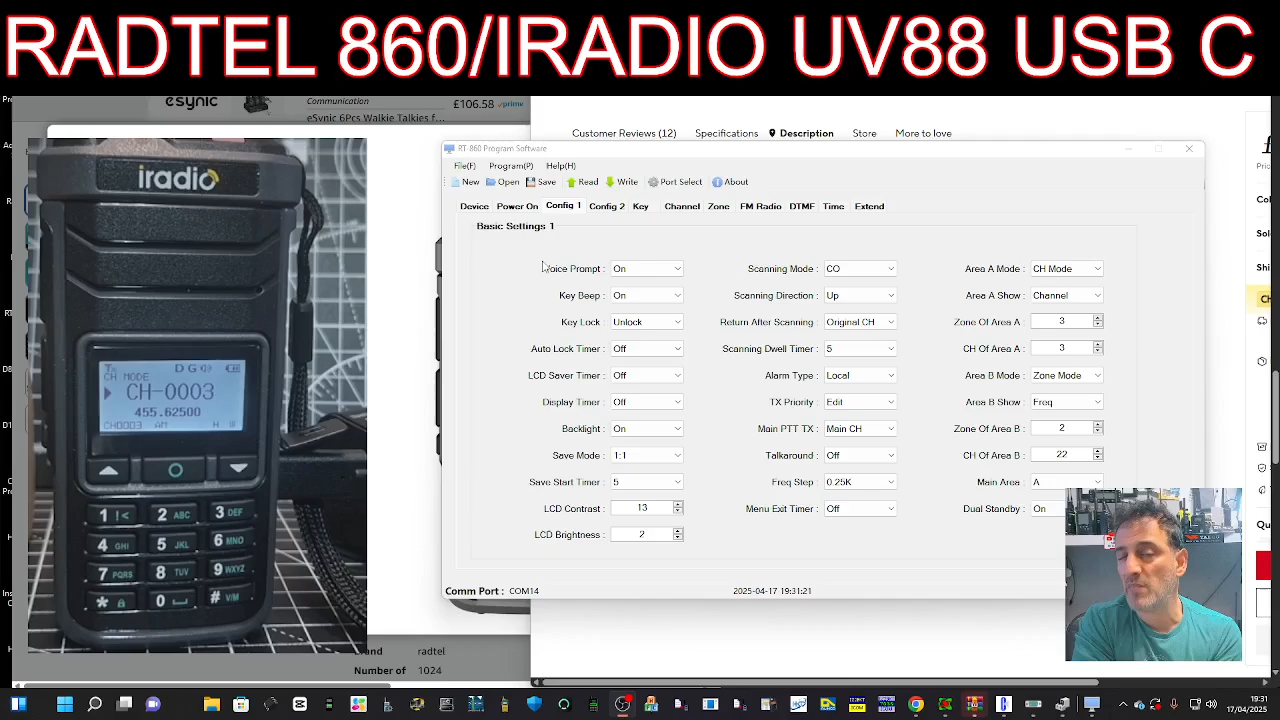 RADTEL 860/IRADIO UV88 USB C
esynic
Communication
£106.58 prime
eSynic 6Pcs Walkie Talkies f…
Customer Reviews (12) Specifications Description Store More to love
RT-860 Program Software
File(F) Program(P) Help(H)
New Open Save Read Write Port Select About
Device Power On Config 1 Config 2 Key Channel Zone FM Radio DTMF Time Extend
Basic Settings 1
Voice Prompt : On Scanning Mode : CO Area A Mode : CH Mode
Key Beep : On Scanning Direction : Up Area A Show : Channel
Key Lock : Unlock Return After Scanning : Original CH Zone Of Area A : 3
Auto Lock Timer : Off Scanning Dwell Timer : 5 CH Of Area A : 3
LCD Saver Timer : Off Alarm Type : Locel Area B Mode : Zone Mode
Display Timer : Off TX Priority : Edit Area B Show : Freq
Backlight : On Main PTT TX : Main CH Zone Of Area B : 2
Save Mode : 1:1 Talkaround : Off CH Of Area B : 22
Save Start Timer : 5 Freq Step : 0.25K Main Area : A
LCD Contrast : 13 Menu Exit Timer : Off Dual Standby : On
LCD Brightness : 2
Comm Port : COM14 2025-04-17 19:31:21
iradio
D G
CH MODE
CH-0003
455.62500
CH0003 AM H W
1 2 ABC 3 DEF
4 GHI 5 JKL 6 MNO
7 PQRS 8 TUV 9 WXYZ
* 0 # V/M
radtel
Number of 1024
19:31
17/04/2025